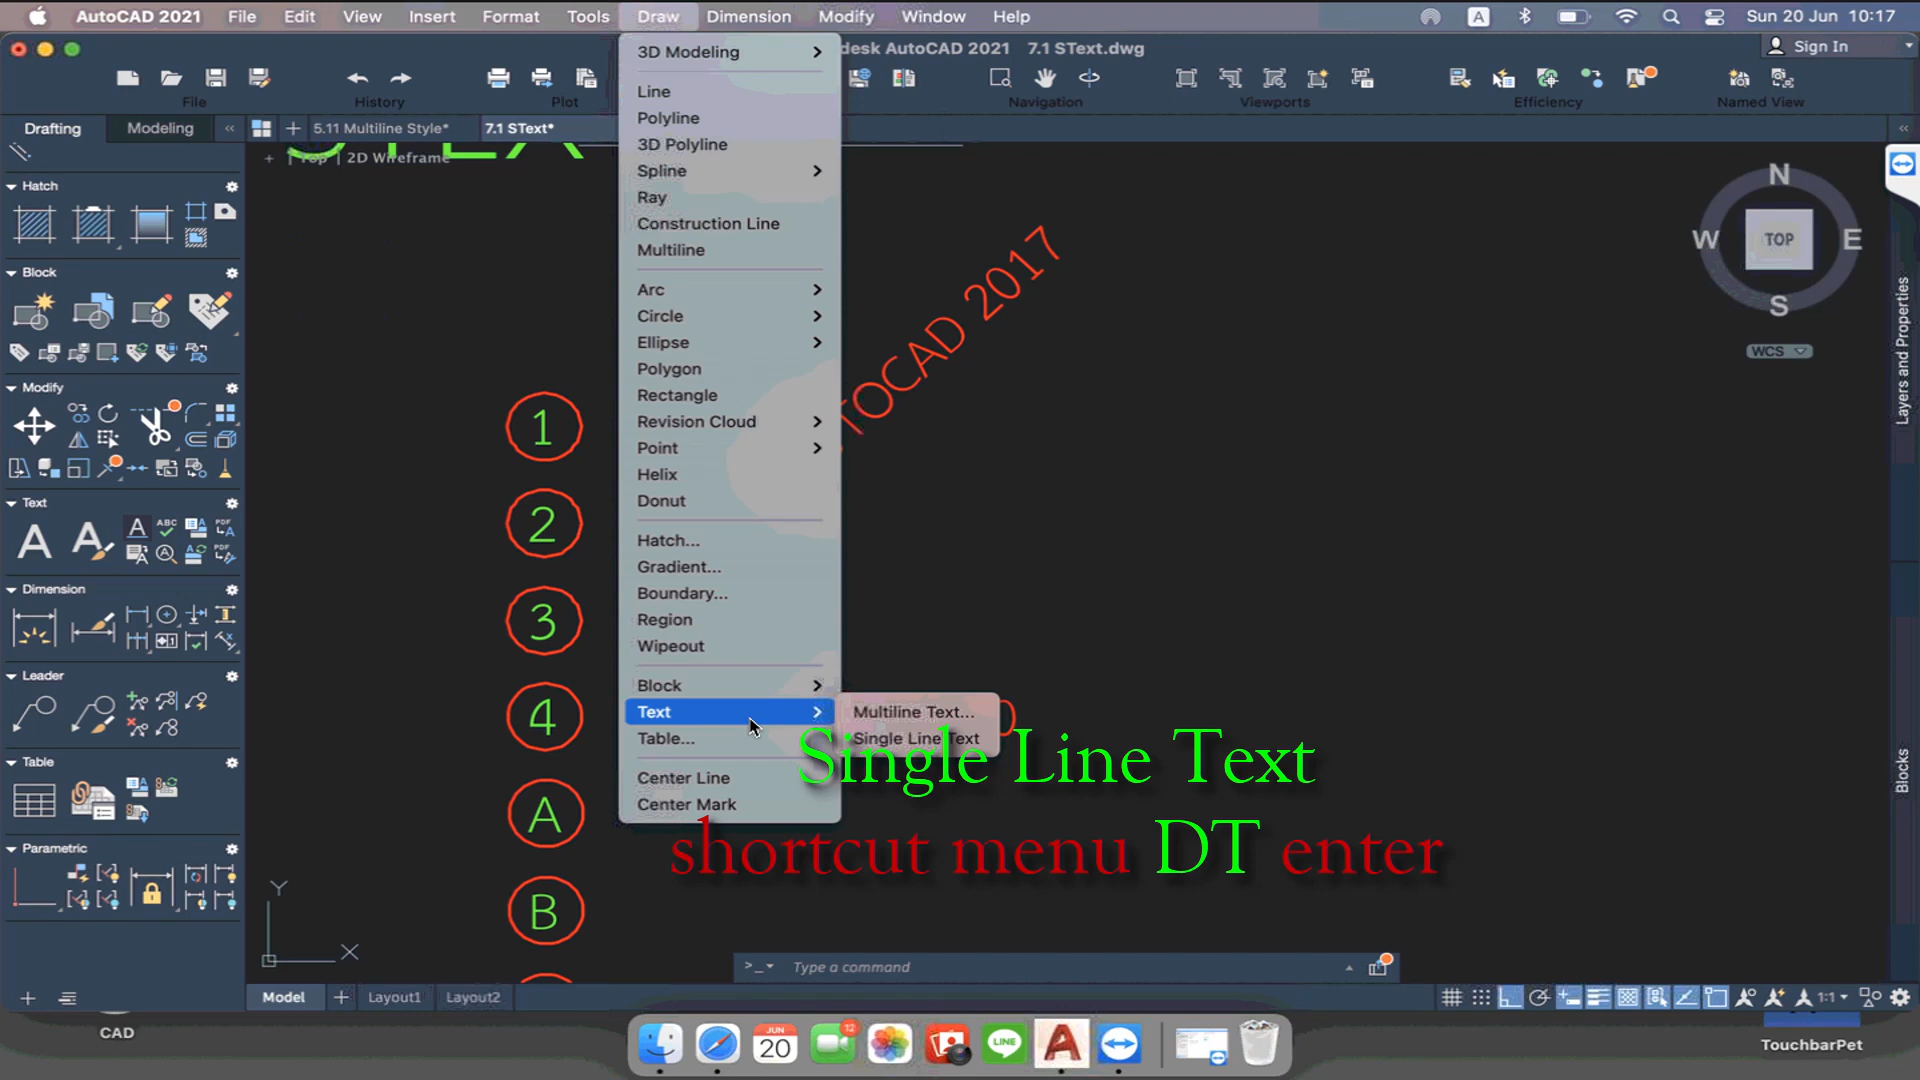 AutoCAD 2021 File Edit View Insert Format Tools Draw Dimension Modify Window Help A Sun 20 Jun 10:17
desk AutoCAD 2021 7.1 SText.dwg
Sign In
File History Plot Navigation Viewports Efficiency Named View
Drafting Modeling 5.11 Multiline Style* 7.1 SText*
Top 2D Wireframe
3D Modeling
Line
Polyline
3D Polyline
Spline
Ray
Construction Line
Multiline
Arc
Circle
Ellipse
Polygon
Rectangle
Revision Cloud
Point
Helix
Donut
Hatch...
Gradient...
Boundary...
Region
Wipeout
Block
Text
Table...
Center Line
Center Mark
Multiline Text...
Single Line Text
Hatch
Block
Modify
Text
Dimension
Leader
Table
Parametric
TOCAD 2017
1
2
3
4
A
B
N
W TOP E
S
WCS
Layers and Properties
Blocks
Single Line Text
shortcut menu DT enter
Y
X
>_ Type a command
Model Layout1 Layout2
1:1
CAD
JUN
20
12
LINE
TouchbarPet